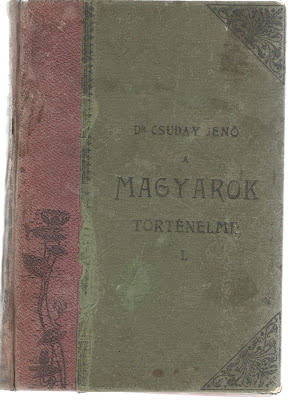 Dr CSUDAY JENŐ
A
MAGYAROK
TÖRTÉNELME
I.